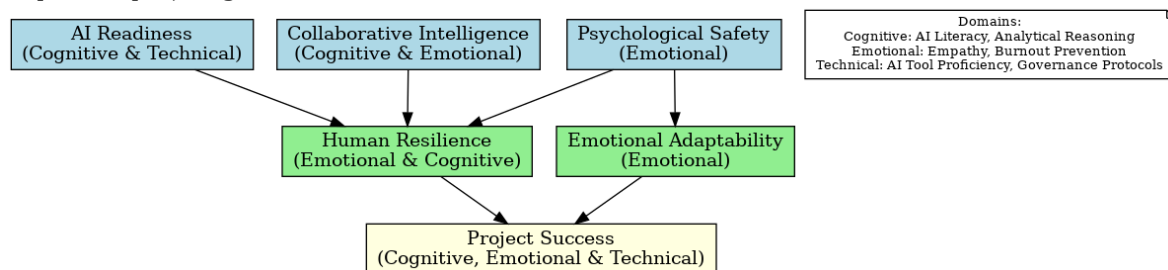 AI Readiness
(Cognitive & Technical)
Collaborative Intelligence
(Cognitive & Emotional)
Psychological Safety
(Emotional)
Domains:
Cognitive: AI Literacy, Analytical Reasoning
Emotional: Empathy, Burnout Prevention
Technical: AI Tool Proficiency, Governance Protocols
Human Resilience
(Emotional & Cognitive)
Emotional Adaptability
(Emotional)
Project Success
(Cognitive, Emotional & Technical)